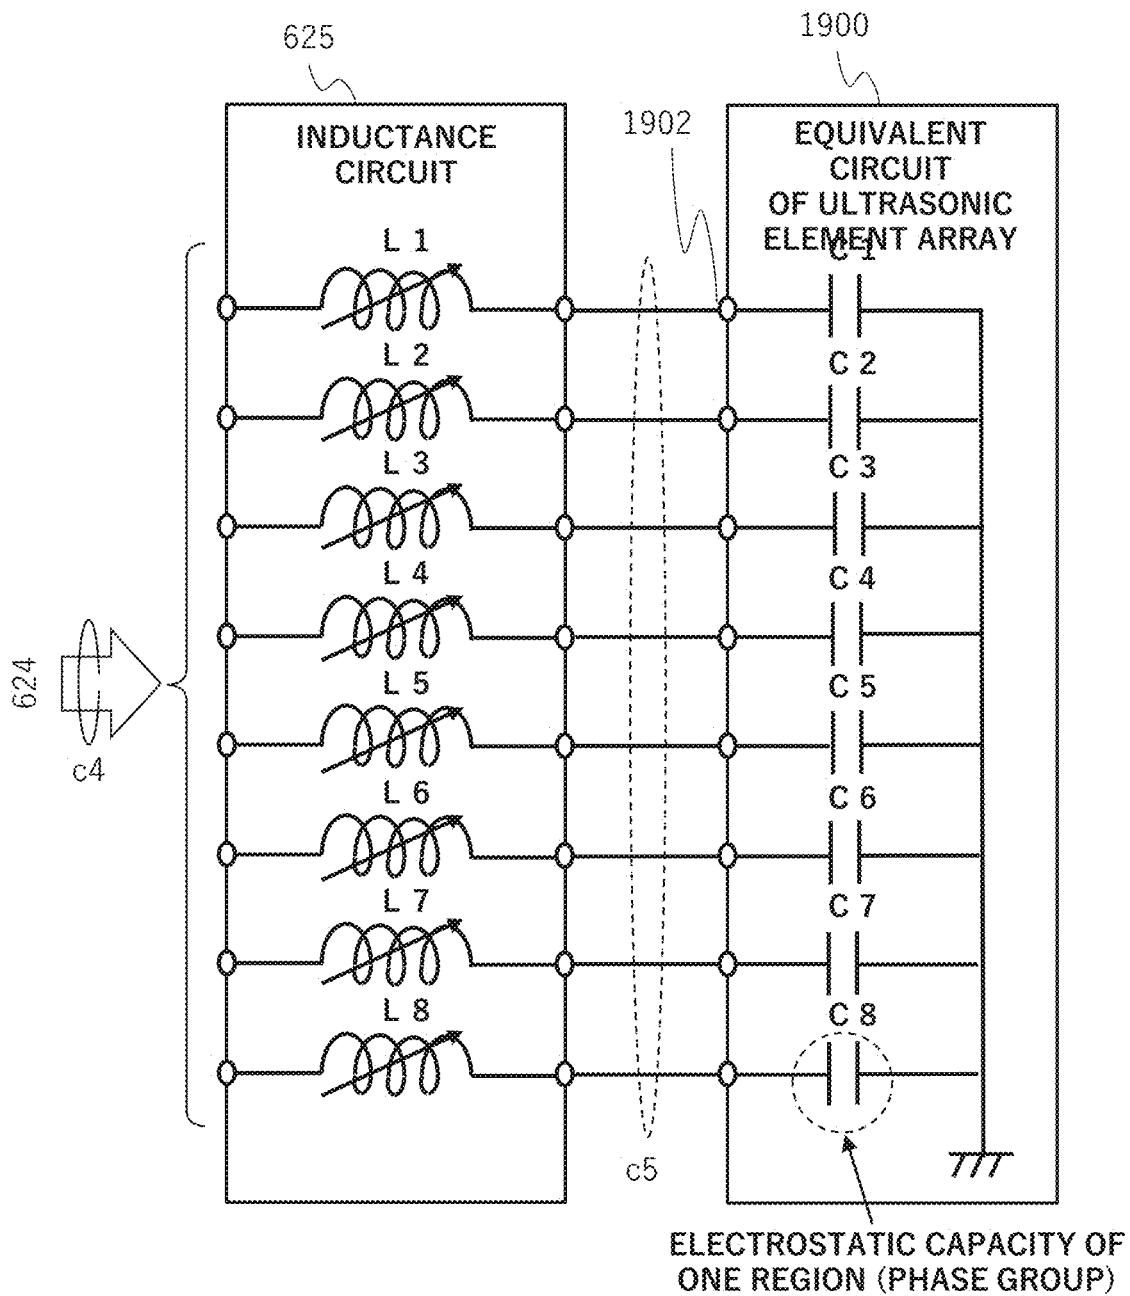 625
1900
1902
INDUCTANCE
CIRCUIT
EQUIVALENT
CIRCUIT
OF ULTRASONIC
ELEMENT ARRAY
L 1
C 1
L 2
C 2
L 3
C 3
L 4
C 4
L 5
C 5
L 6
C 6
L 7
C 7
L 8
C 8
624
c4
c5
ELECTROSTATIC CAPACITY OF
ONE REGION (PHASE GROUP)